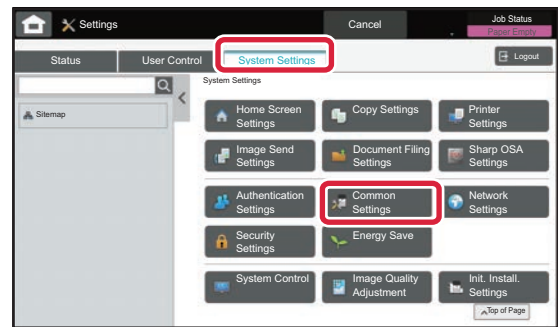 Settings
Cancel
Job Status
Paper Empty
Status
User Control
System Settings
Logout
System Settings
Sitemap
Home Screen
Settings
Copy Settings
Printer
Settings
Image Send
Settings
Document Filing
Settings
Sharp OSA
Settings
Authentication
Settings
Common
Settings
Network
Settings
Security
Settings
Energy Save
System Control
Image Quality
Adjustment
Init. Install.
Settings
Top of Page